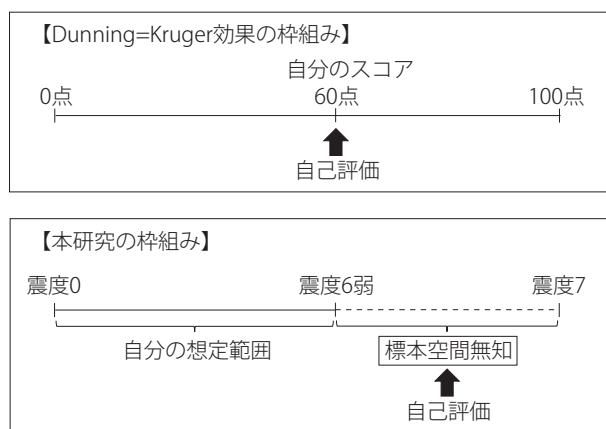 【Dunning=Kruger効果の枠組み】
自分のスコア
0点 60点 100点
自己評価
【本研究の枠組み】
震度0 震度6弱 震度7
自分の想定範囲 標本空間無知
自己評価